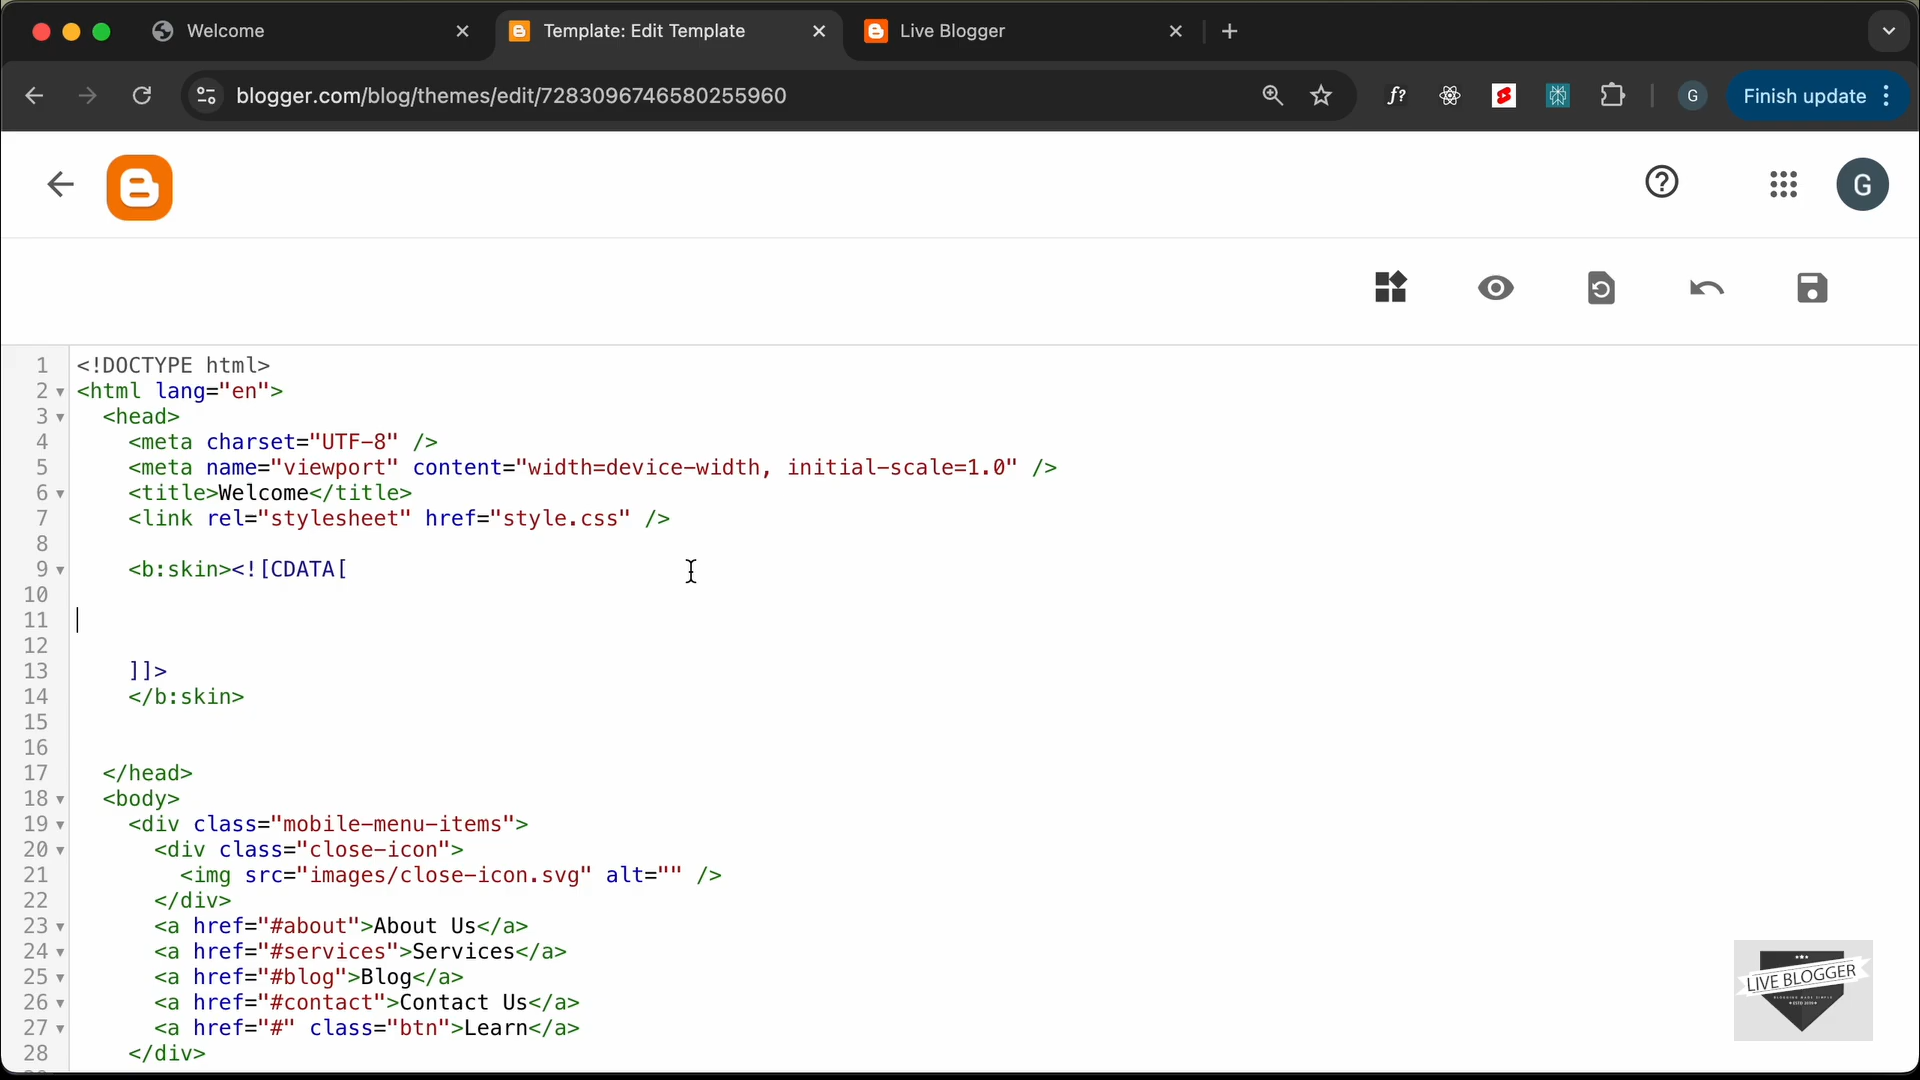 Welcome
Template: Edit Template
Live Blogger
blogger.com/blog/themes/edit/7283096746580255960
f?
G
Finish update
G
1 <!DOCTYPE html>
2 <html lang="en">
3 <head>
4 <meta charset="UTF-8" />
5 <meta name="viewport" content="width=device-width, initial-scale=1.0" />
6 <title>Welcome</title>
7 <link rel="stylesheet" href="style.css" />
8
9 <b:skin><![CDATA[
10
11
12
13 ]]>
14 </b:skin>
15
16
17 </head>
18 <body>
19 <div class="mobile-menu-items">
20 <div class="close-icon">
21 <img src="images/close-icon.svg" alt="" />
22 </div>
23 <a href="#about">About Us</a>
24 <a href="#services">Services</a>
25 <a href="#blog">Blog</a>
26 <a href="#contact">Contact Us</a>
27 <a href="#" class="btn">Learn</a>
28 </div>
LIVE BLOGGER